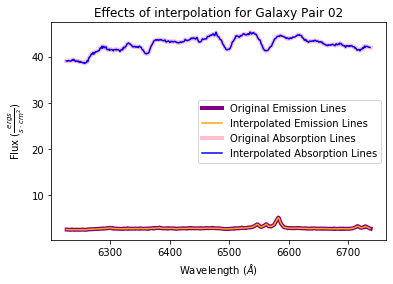 Effects of interpolation for Galaxy Pair 02
40
30
20
10
Flux (ergs / s · cm²)
Original Emission Lines
Interpolated Emission Lines
Original Absorption Lines
Interpolated Absorption Lines
6300 6400 6500 6600 6700
Wavelength (Å)